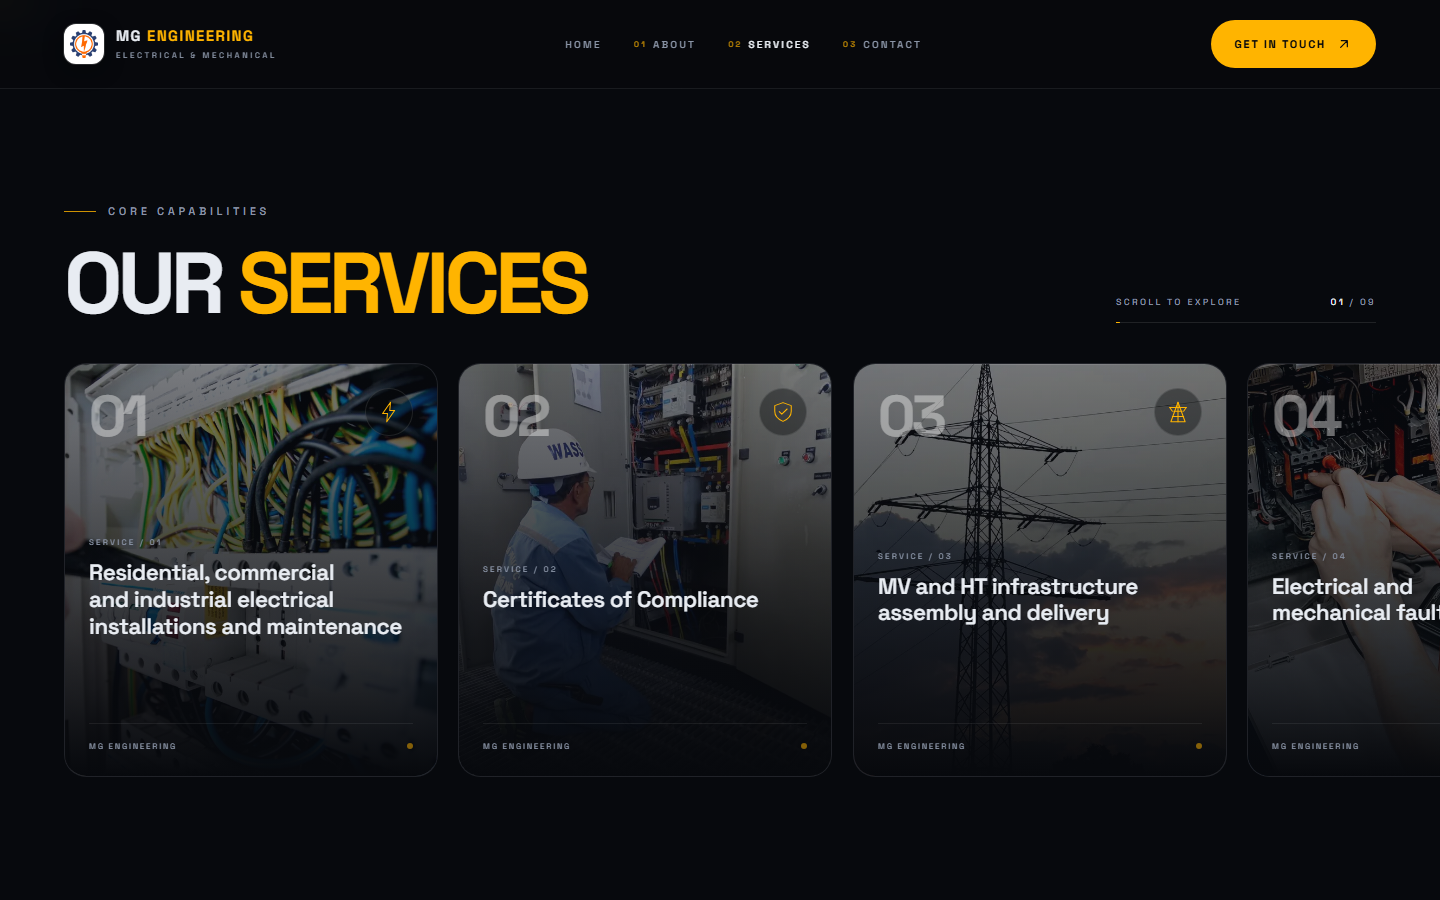 MG ENGINEERING
ELECTRICAL & MECHANICAL
HOME
01 ABOUT
02 SERVICES
03 CONTACT
GET IN TOUCH
CORE CAPABILITIES
OUR SERVICES
SCROLL TO EXPLORE
01 / 09
01
SERVICE / 01
Residential, commercial
and industrial electrical
installations and maintenance
MG ENGINEERING
02
WASS
SERVICE / 02
Certificates of Compliance
MG ENGINEERING
03
SERVICE / 03
MV and HT infrastructure
assembly and delivery
MG ENGINEERING
04
SERVICE / 04
Electrical and
mechanical fault
MG ENGINEERING